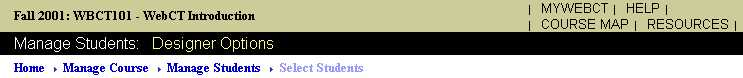 Fall 2001: WBCT101 - WebCT Introduction
| MYWEBCT | HELP |
| COURSE MAP | RESOURCES |
Manage Students: Designer Options
Home Manage Course Manage Students Select Students